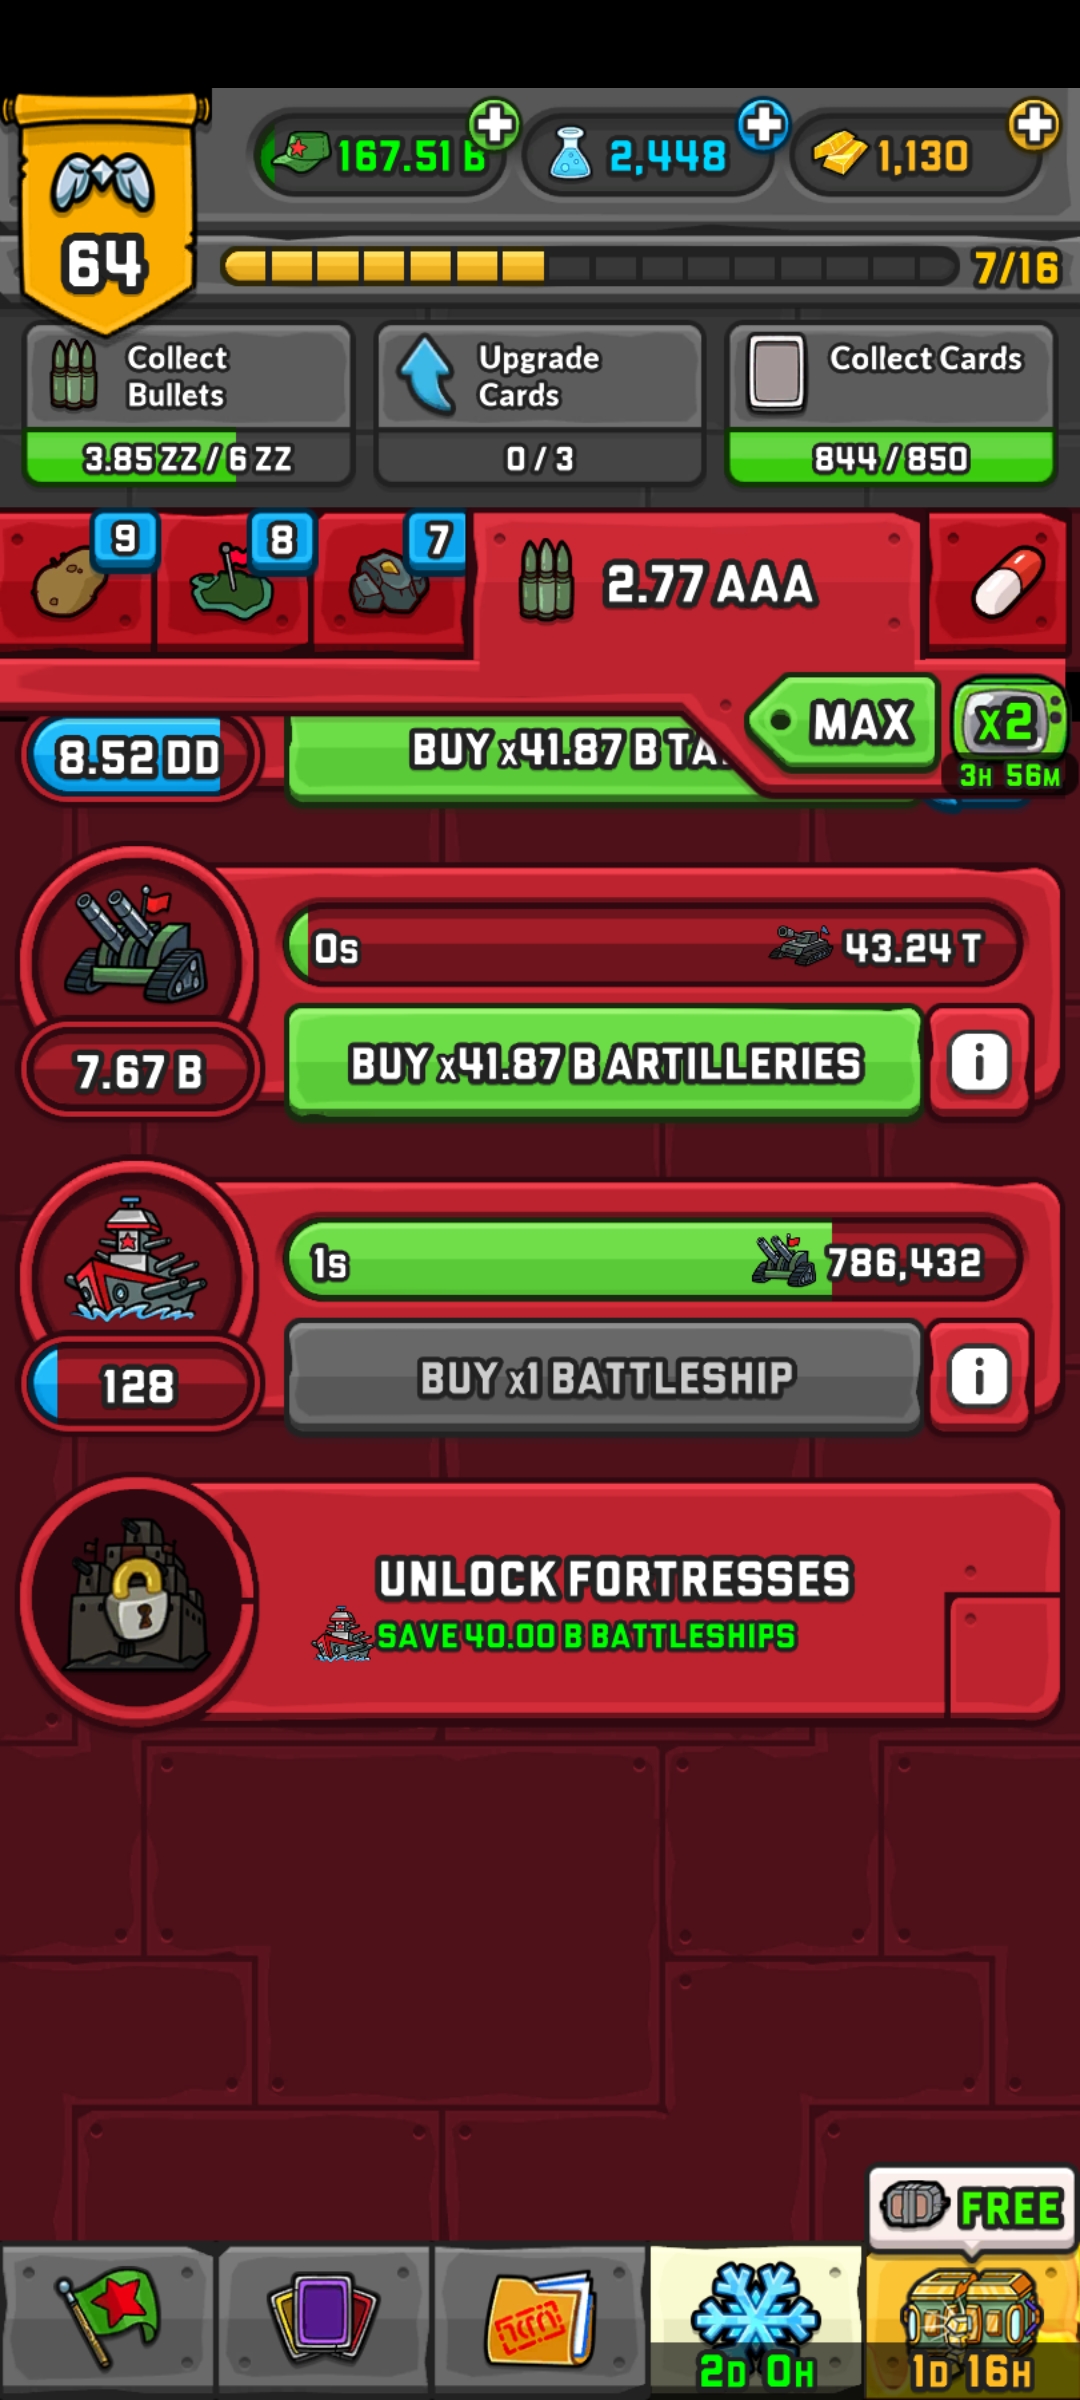 167.51 B
2,448
1,130
64
7/16
Collect
Bullets
3.85 ZZ / 6 ZZ
Upgrade
Cards
0 / 3
Collect Cards
844 / 850
9
8
7
2.77 AAA
MAX
x2
3H 56M
8.52 DD
BUY x41.87 B TA
0s
43.24 T
7.67 B
BUY x41.87 B ARTILLERIES
i
1s
786,432
128
BUY x1 BATTLESHIP
i
UNLOCK FORTRESSES
SAVE 40.00 B BATTLESHIPS
FREE
2D 0H
1D 16H